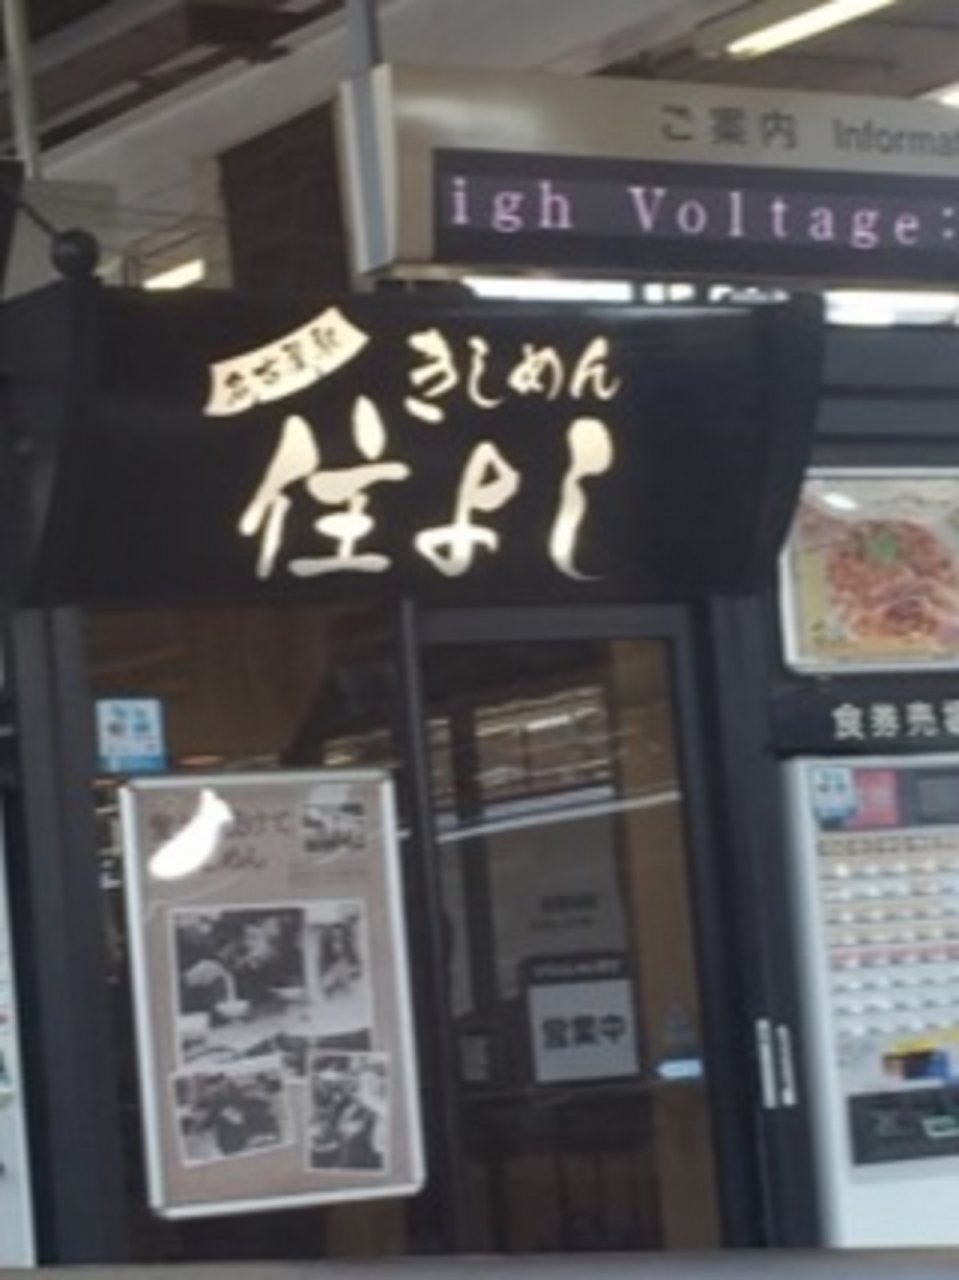 ご案内 Informat
igh Voltage:
名古屋駅
きしめん
住よし
食券売
営業中